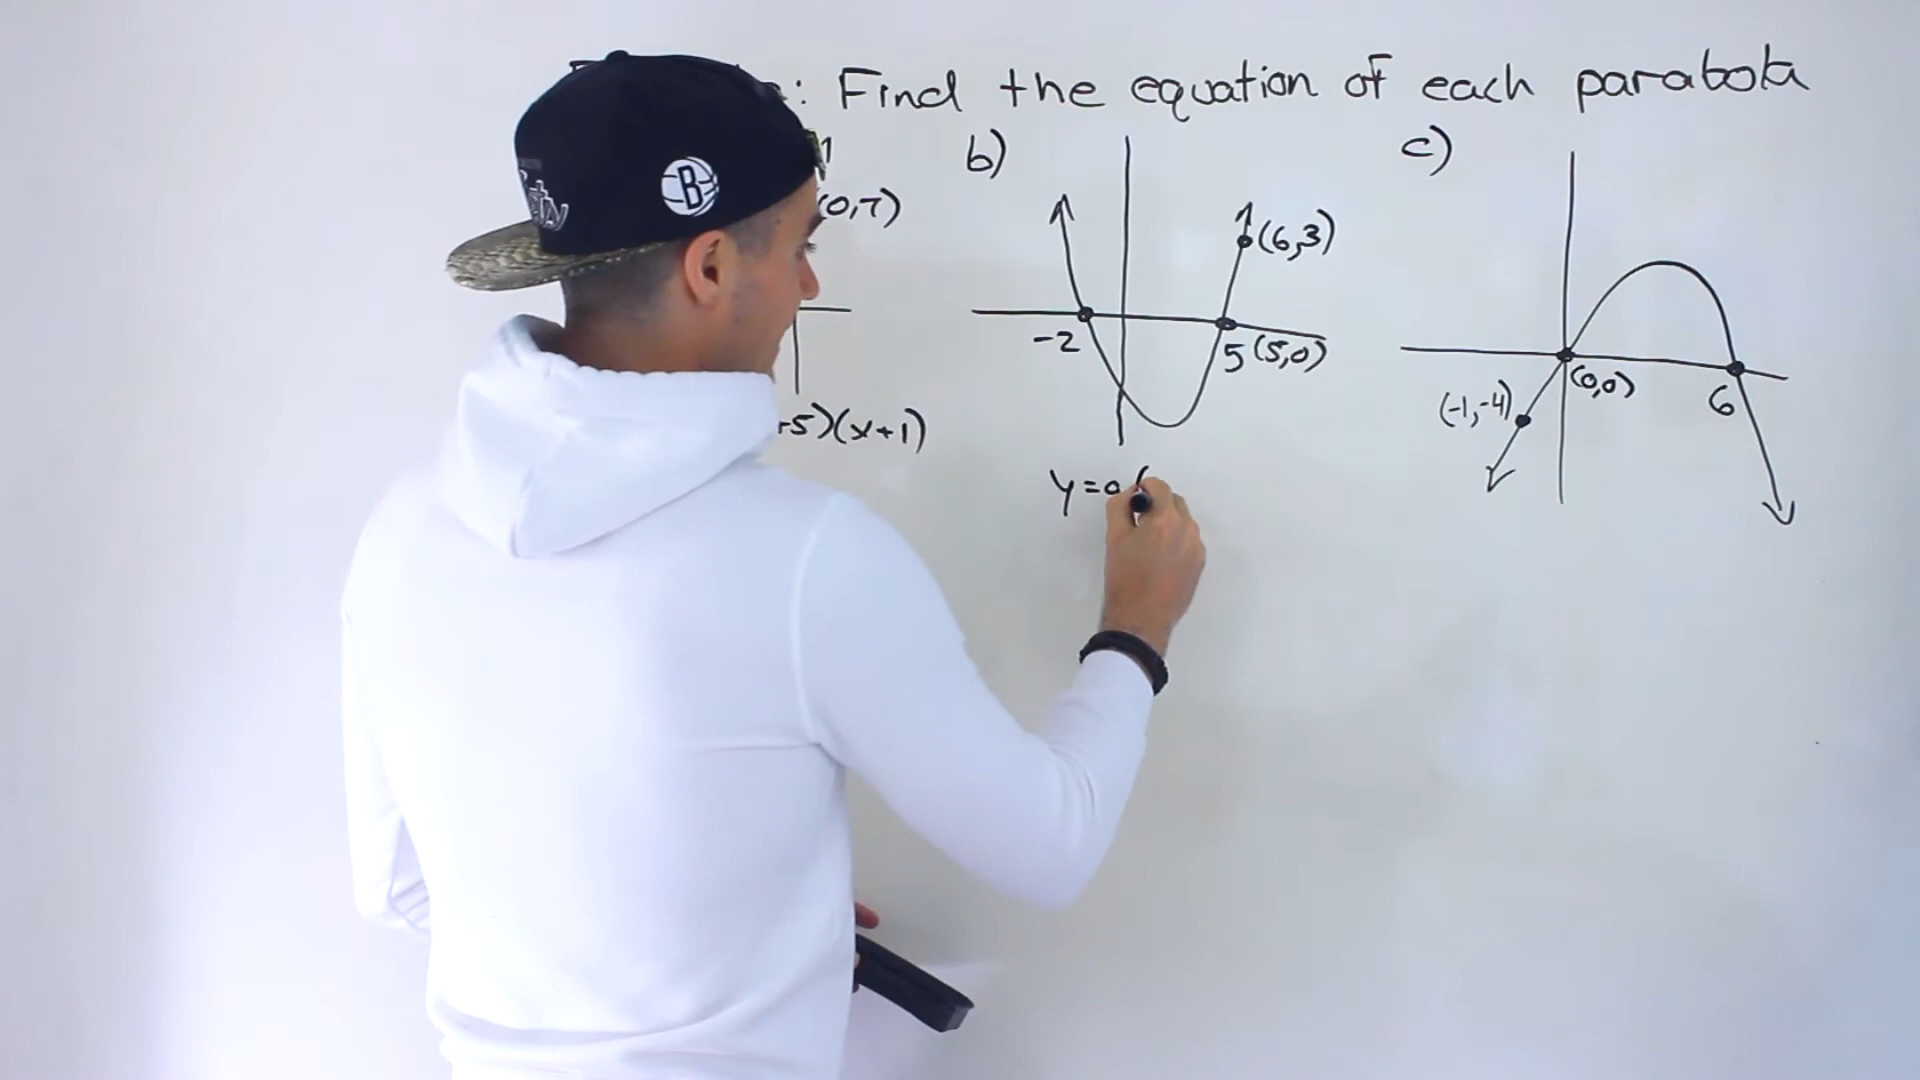 : Find the equation of each parabola
b)
c)
(0,7)
(6,3)
-2
5 (5,0)
(-1,-4)
(0,0)
6
+5)(x+1)
y=a(
B